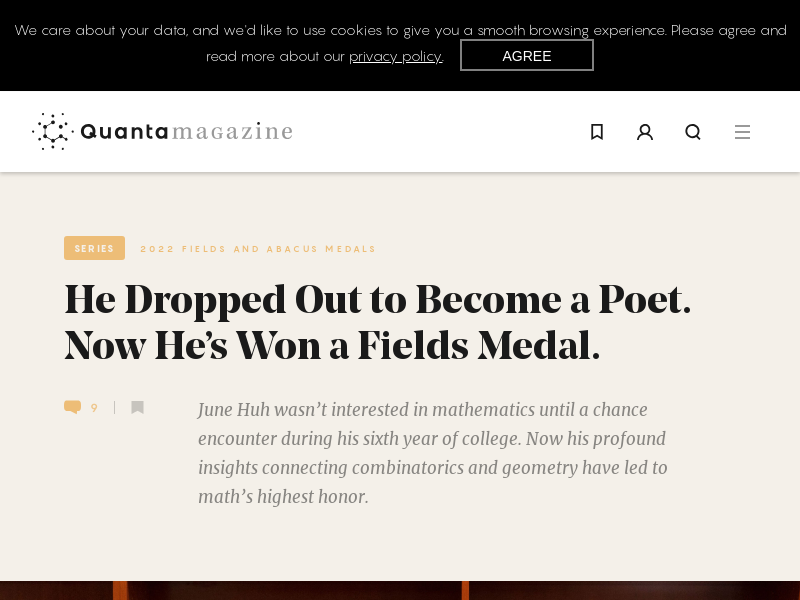 We care about your data, and we'd like to use cookies to give you a smooth browsing experience. Please agree and
read more about our privacy policy. AGREE
Quantamagazine
SERIES 2022 FIELDS AND ABACUS MEDALS
He Dropped Out to Become a Poet.
Now He’s Won a Fields Medal.
9
June Huh wasn’t interested in mathematics until a chance
encounter during his sixth year of college. Now his profound
insights connecting combinatorics and geometry have led to
math’s highest honor.